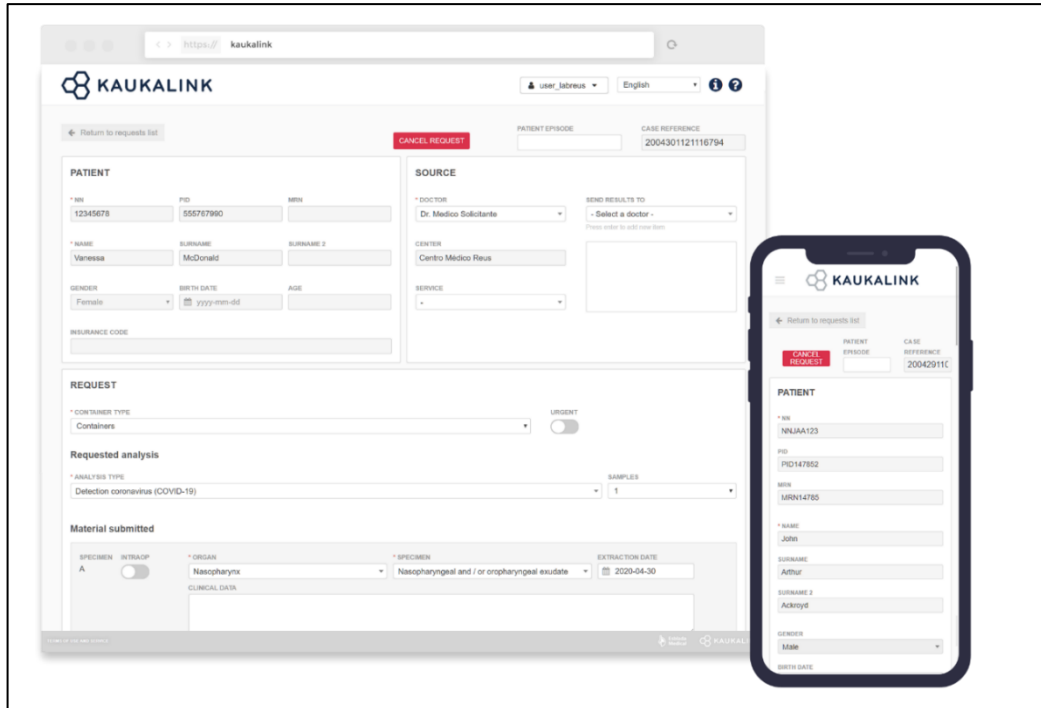 https:// kaukalink
KAUKALINK
user_labreus
English
Return to requests list
CANCEL REQUEST
PATIENT EPISODE
CASE REFERENCE
2004301121116794
PATIENT
* NN
PID
MRN
12345678
555767990
* NAME
SURNAME
SURNAME 2
Vanessa
McDonald
GENDER
BIRTH DATE
AGE
Female
yyyy-mm-dd
INSURANCE CODE
SOURCE
* DOCTOR
SEND RESULTS TO
Dr. Medico Solicitante
- Select a doctor -
Press enter to add new item.
CENTER
Centro Médico Reus
SERVICE
-
REQUEST
* CONTAINER TYPE
URGENT
Containers
Requested analysis
* ANALYSIS TYPE
SAMPLES
Detection coronavirus (COVID-19)
1
Material submitted
SPECIMEN
INTRAOP
* ORGAN
* SPECIMEN
EXTRACTION DATE
A
Nasopharynx
Nasopharyngeal and / or oropharyngeal exudate
2020-04-30
CLINICAL DATA
KAUKAL
KAUKALINK
Return to requests list
CANCEL
REQUEST
PATIENT
EPISODE
CASE
REFERENCE
20042911
PATIENT
* NN
NNJAA123
PID
PID147852
MRN
MRN14785
* NAME
John
SURNAME
Arthur
SURNAME 2
Ackroyd
GENDER
Male
BIRTH DATE